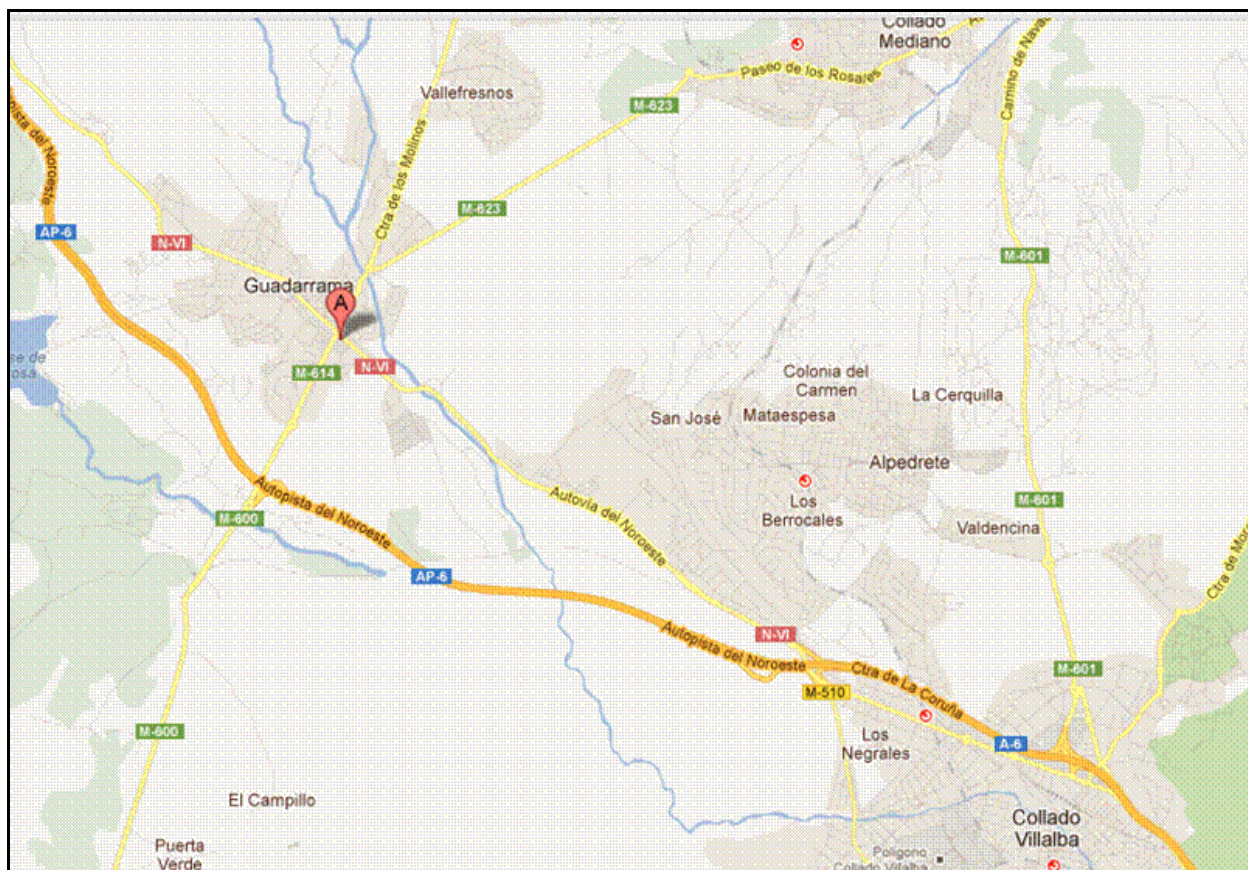 Collado
Mediano
Paseo de los Rosales
Camino de
Vallefresnos
M-623
Ctra de los Molinos
M-623
pista del Noroeste
AP-6
N-VI
M-601
Guadarrama
A
M-614
N-VI
Colonia del
Carmen
La Cerquilla
San José
Mataespesa
Alpedrete
Autopista del Noroeste
M-600
Autovía del Noroeste
Los
Berrocales
M-601
Valdencina
AP-6
Ctra de
N-VI
Autopista del Noroeste
Ctra de La Coruña
M-601
M-510
M-600
Los
Negrales
A-6
El Campillo
Collado
Villalba
Puerta
Verde
Polígono
Collado Villalba